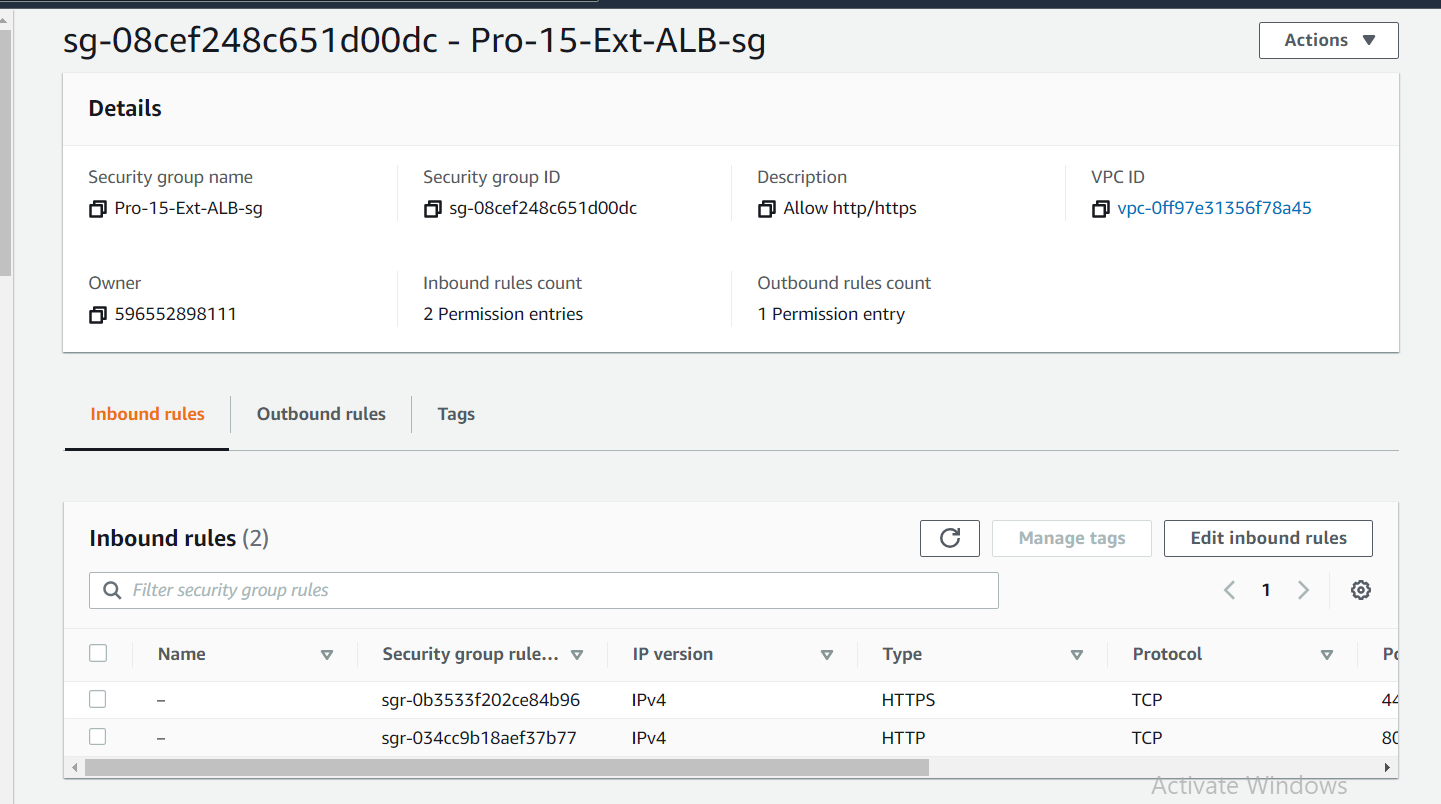 sg-08cef248c651d00dc - Pro-15-Ext-ALB-sg
Actions
Details
Security group name
Security group ID
Description
VPC ID
Pro-15-Ext-ALB-sg
sg-08cef248c651d00dc
Allow http/https
vpc-0ff97e31356f78a45
Owner
Inbound rules count
Outbound rules count
596552898111
2 Permission entries
1 Permission entry
Inbound rules
Outbound rules
Tags
Inbound rules (2)
Manage tags
Edit inbound rules
Filter security group rules
1
Name
Security group rule...
IP version
Type
Protocol
–
sgr-0b3533f202ce84b96
IPv4
HTTPS
TCP
–
sgr-034cc9b18aef37b77
IPv4
HTTP
TCP
80
Activate Windows